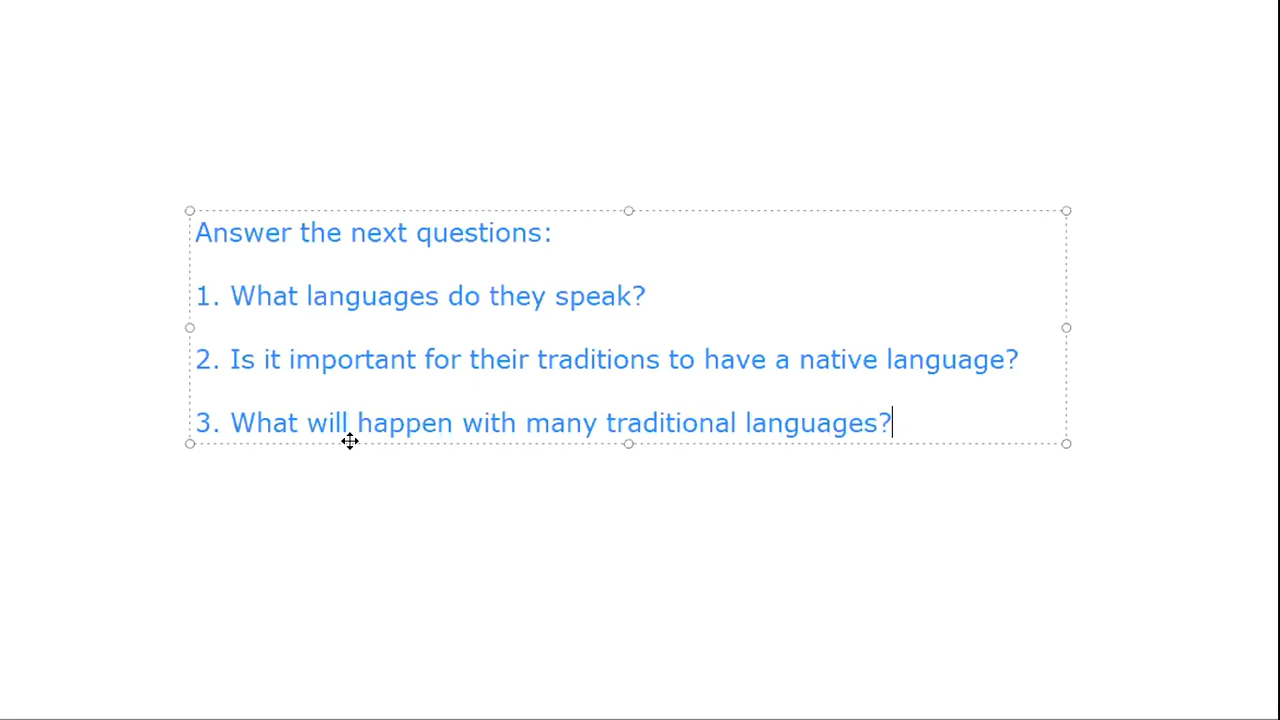 Answer the next questions:
1. What languages do they speak?
2. Is it important for their traditions to have a native language?
3. What will happen with many traditional languages?